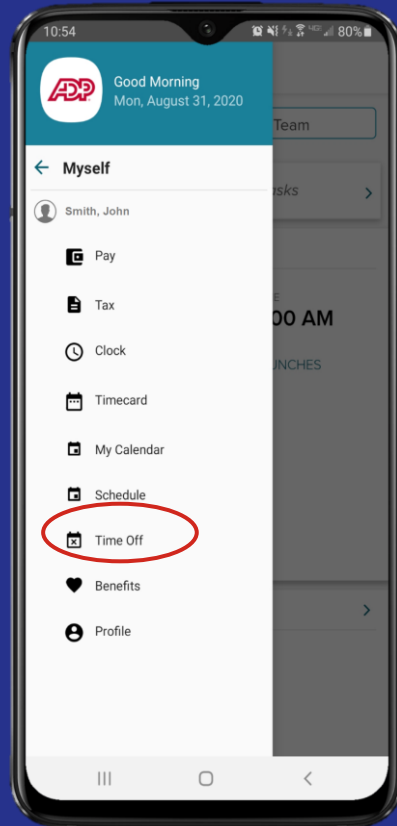 10:54
80%
ADP
Good Morning
Mon, August 31, 2020
Team
Myself
asks
Smith, John
Pay
Tax
Clock
00 AM
UNCHES
Timecard
My Calendar
Schedule
Time Off
Benefits
Profile